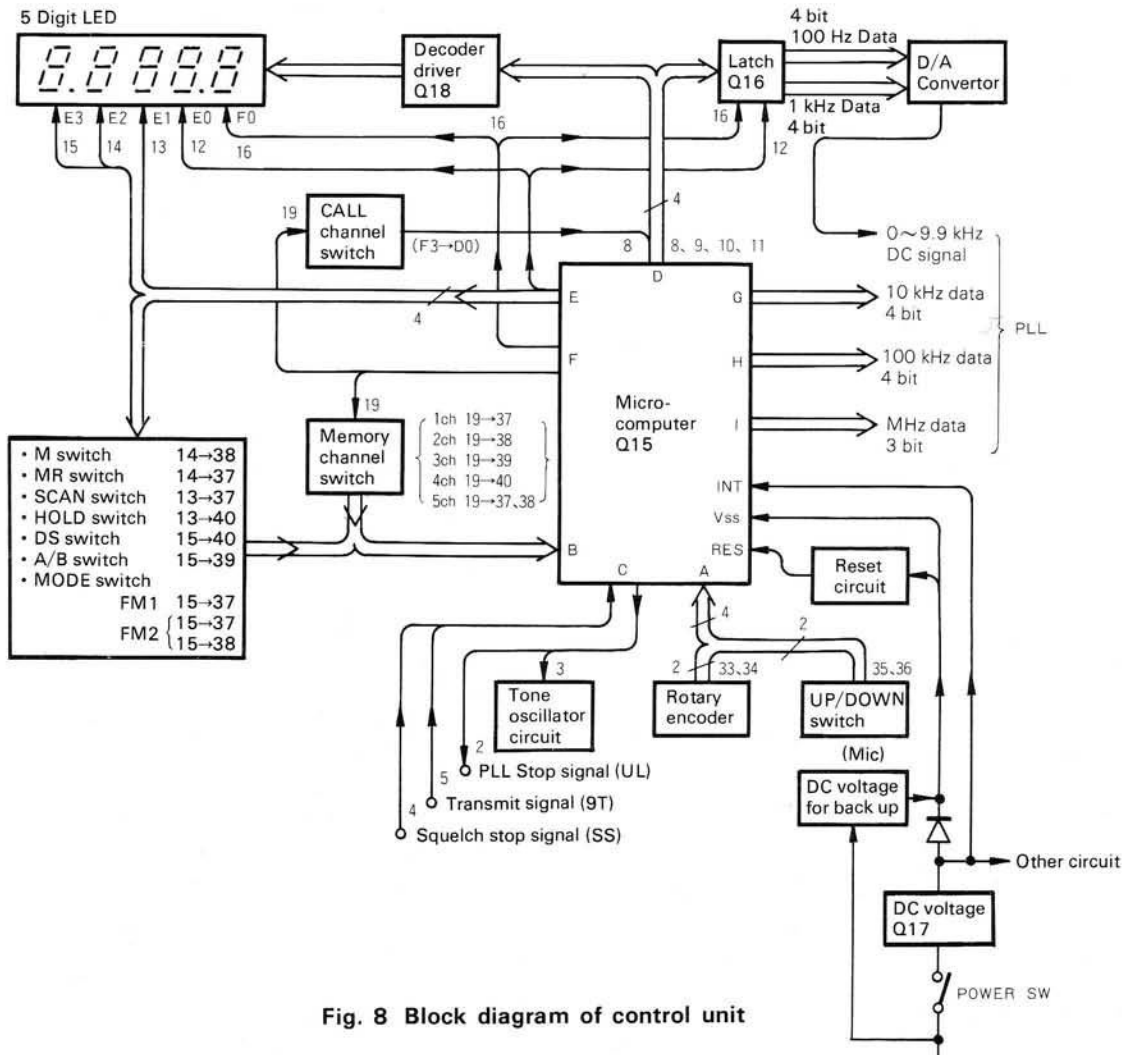 5 Digit LED
8.8 8 8.8
E3 E2 E1 E0 F0
15 14 13 12 16
Decoder
driver
Q18
16
Latch
Q16
16
12
4 bit
100 Hz Data
1 kHz Data
4 bit
D/A
Convertor
19
CALL
channel
switch
(F3→D0)
4
8
8、9、10、11
0～9.9 kHz
DC signal
10 kHz data
4 bit
100 kHz data
4 bit
MHz data
3 bit
PLL
4
D
E
F
G
H
I
INT
Vss
RES
B
C
A
Micro-
computer
Q15
19
Memory
channel
switch
1ch 19→37
2ch 19→38
3ch 19→39
4ch 19→40
5ch 19→37、38
• M switch 14→38
• MR switch 14→37
• SCAN switch 13→37
• HOLD switch 13→40
• DS switch 15→40
• A/B switch 15→39
• MODE switch
FM1 15→37
FM2 15→37
15→38
Reset
circuit
4
2
2
33、34
35、36
3
Tone
oscillator
circuit
Rotary
encoder
UP/DOWN
switch
(Mic)
2
PLL Stop signal (UL)
5
Transmit signal (9T)
4
Squelch stop signal (SS)
DC voltage
for back up
Other circuit
DC voltage
Q17
POWER SW
Fig. 8 Block diagram of control unit